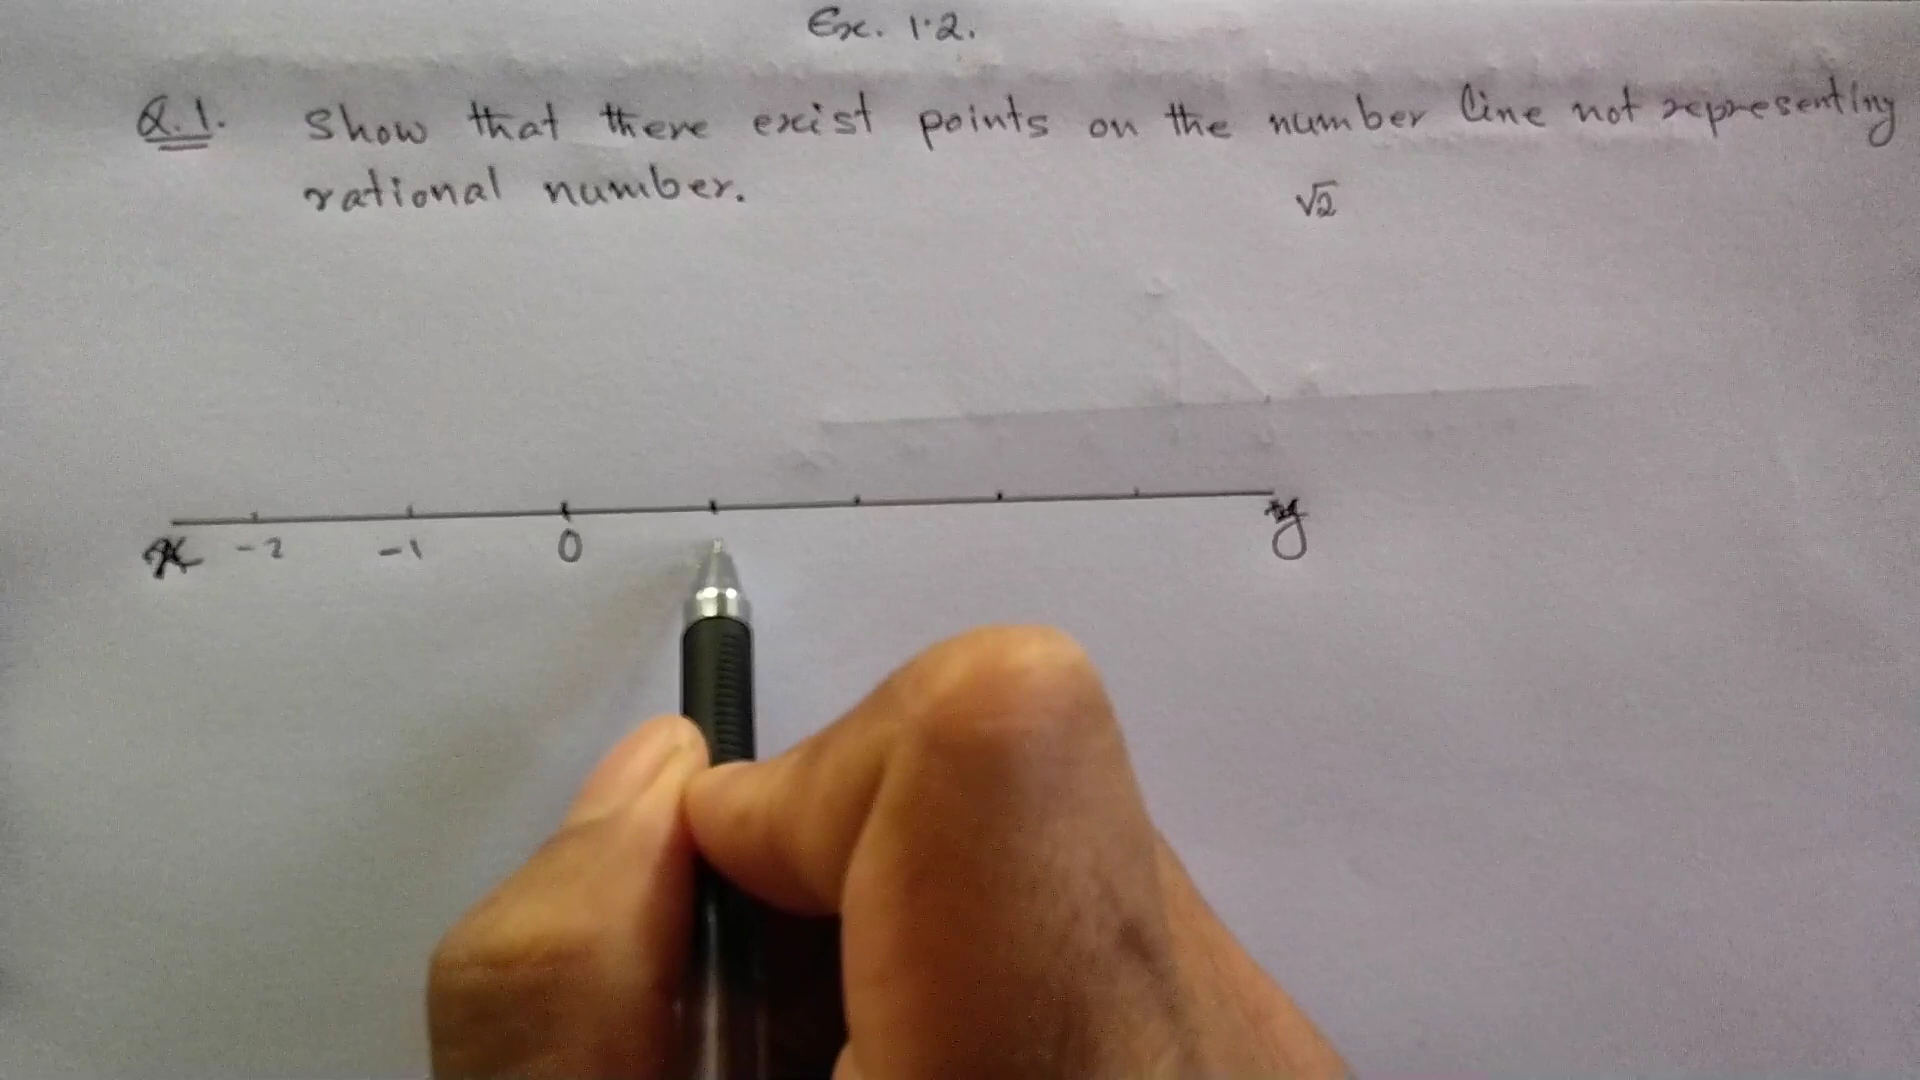 Ex. 1.2.
Q.1. Show that there exist points on the number line not representing
rational number.
√2
x -2 -1 0 y